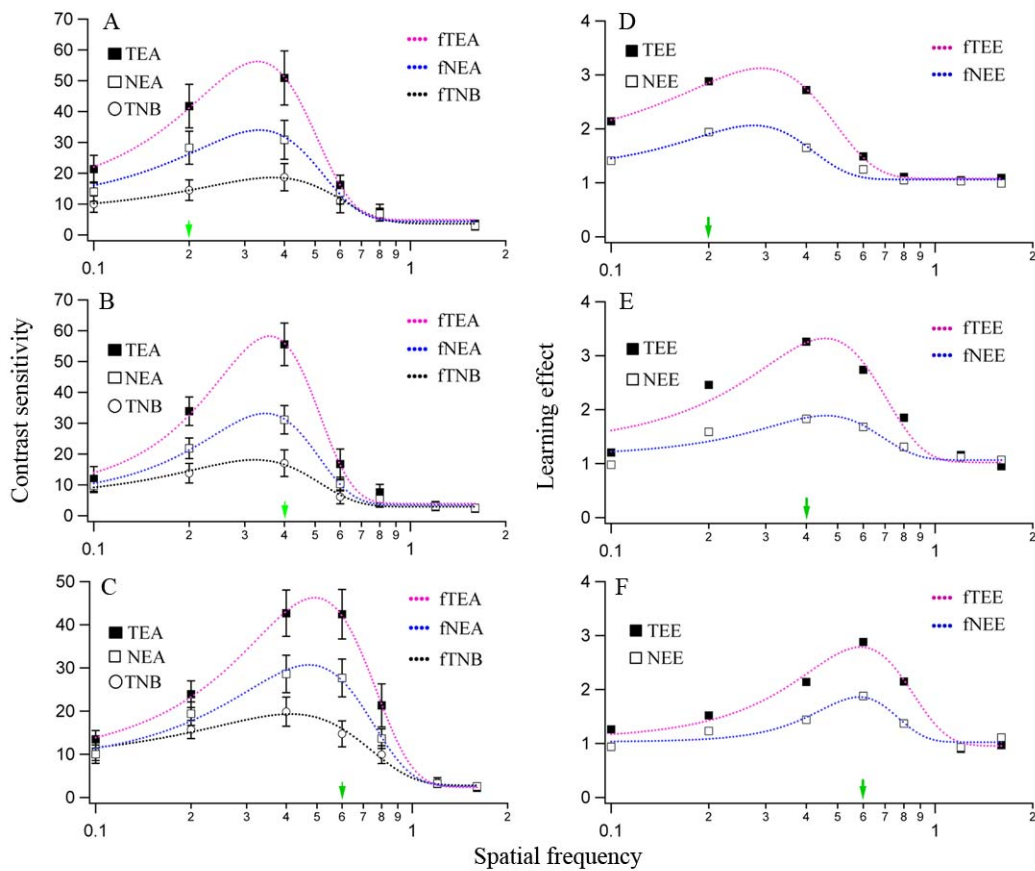 A
70
60
50
40
30
20
10
0
TEA
NEA
TNB
fTEA
fNEA
fTNB
0.1
2
3
4
5
6
7
8
9
1
2
B
70
60
50
40
30
20
10
0
TEA
NEA
TNB
fTEA
fNEA
fTNB
0.1
2
3
4
5
6
7
8
9
1
2
C
50
40
30
20
10
0
TEA
NEA
TNB
fTEA
fNEA
fTNB
0.1
2
3
4
5
6
7
8
9
1
2
Contrast sensitivity
D
4
3
2
1
0
TEE
NEE
fTEE
fNEE
0.1
2
3
4
5
6
7
8
9
1
2
E
4
3
2
1
0
TEE
NEE
fTEE
fNEE
0.1
2
3
4
5
6
7
8
9
1
2
F
4
3
2
1
0
TEE
NEE
fTEE
fNEE
0.1
2
3
4
5
6
7
8
9
1
2
Learning effect
Spatial frequency